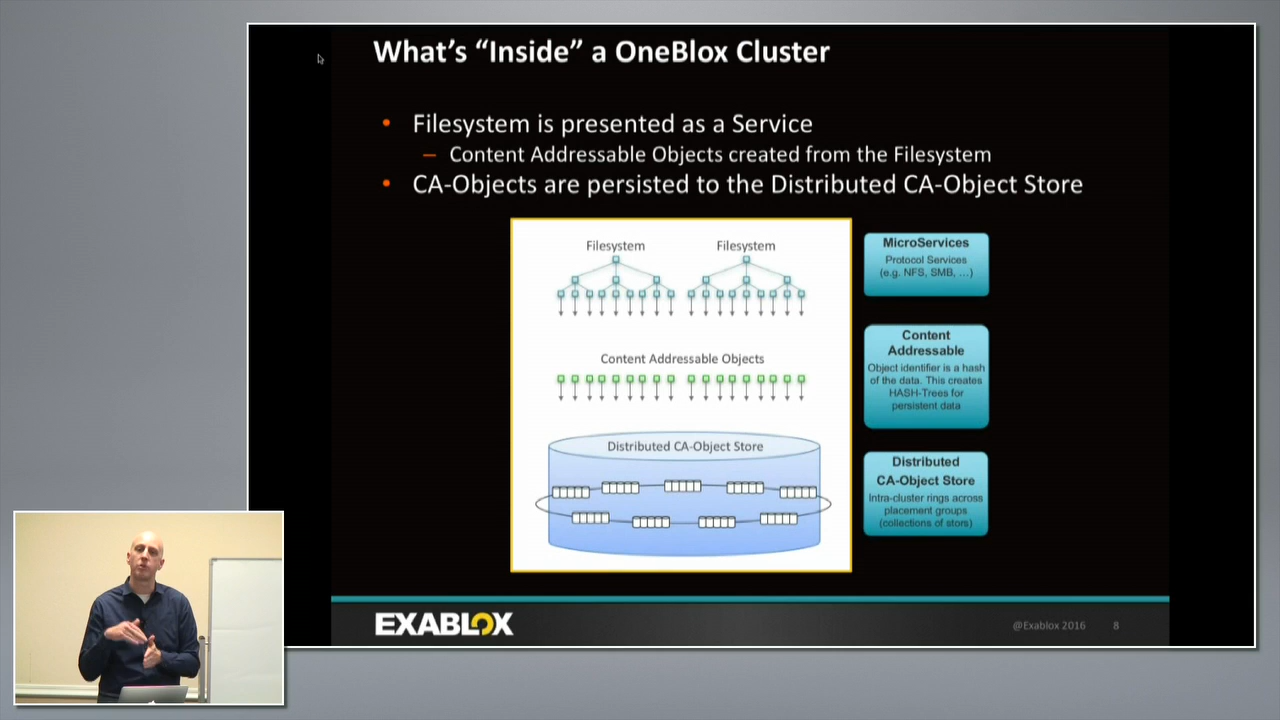 What's “Inside” a OneBlox Cluster
• Filesystem is presented as a Service
– Content Addressable Objects created from the Filesystem
• CA-Objects are persisted to the Distributed CA-Object Store
Filesystem
Filesystem
Content Addressable Objects
Distributed CA-Object Store
MicroServices
Protocol Services
(e.g. NFS, SMB, …)
Content
Addressable
Object identifier is a hash
of the data. This creates
HASH-Trees for
persistent data
Distributed
CA-Object Store
Intra-cluster rings across
placement groups
(collections of stors)
EXABLOX
@Exablox 2016
8